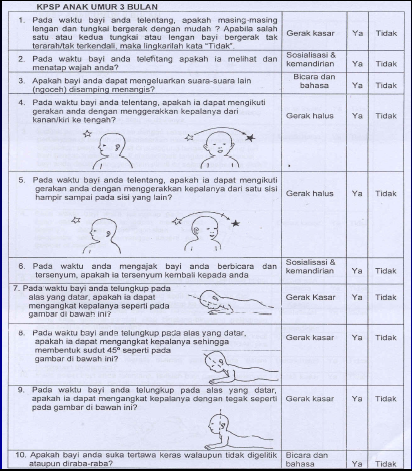 KPSP ANAK UMUR 3 BULAN
1. Pada waktu bayi anda telentang, apakah masing-masing
lengan dan tungkai bergerak dengan mudah ? Apabila salah
satu atau kedua tungkai atau lengan bayi bergerak tak
terarah/tak terkendali, maka lingkarilah kata "Tidak".
Gerak kasar Ya Tidak
2. Pada waktu bayi anda telentang apakah ia melihat dan
menatap wajah anda?
Sosialisasi &
kemandirian Ya Tidak
3. Apakah bayi anda dapat mengeluarkan suara-suara lain
(ngoceh) disamping menangis?
Bicara dan
bahasa Ya Tidak
4. Pada waktu bayi anda telentang, apakah ia dapat mengikuti
gerakan anda dengan menggerakkan kepalanya dari
kanan/kiri ke tengah?
Gerak halus Ya Tidak
5. Pada waktu bayi anda telentang, apakah ia dapat mengikuti
gerakan anda dengan menggerakkan kepalanya dari satu sisi
hampir sampai pada sisi yang lain?
Gerak halus Ya Tidak
6. Pada waktu anda mengajak bayi anda berbicara dan
tersenyum, apakah ia tersenyum kembali kepada anda
Sosialisasi &
kemandirian Ya Tidak
7. Pada waktu bayi anda telungkup pada
alas yang datar, apakah ia dapat
mengangkat kepalanya seperti pada
gambar di bawah ini?
Gerak Kasar Ya Tidak
8. Pada waktu bayi anda telungkup pada alas yang datar,
apakah ia dapat mengangkat kepalanya sehingga
membentuk sudut 45° seperti pada
gambar di bawah ini?
Gerak kasar Ya Tidak
9. Pada waktu bayi anda telungkup pada alas yang datar,
apakah ia dapat mengangkat kepalanya dengan tegak seperti
pada gambar di bawah ini?
Gerak kasar Ya Tidak
10. Apakah bayi anda suka tertawa keras walaupun tidak digelitik
ataupun diraba-raba?
Bicara dan
bahasa Ya Tidak